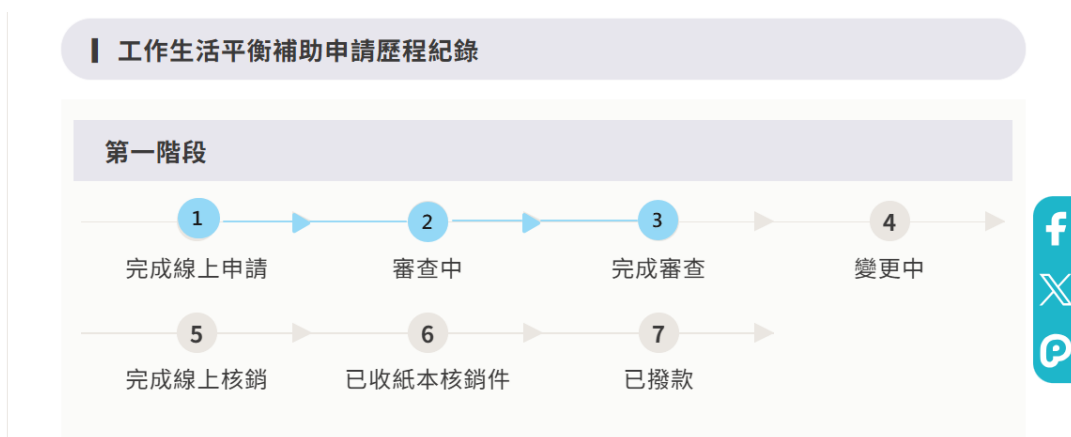 工作生活平衡補助申請歷程紀錄
第一階段
1 2 3 4
完成線上申請 審查中 完成審查 變更中
5 6 7
完成線上核銷 已收紙本核銷件 已撥款